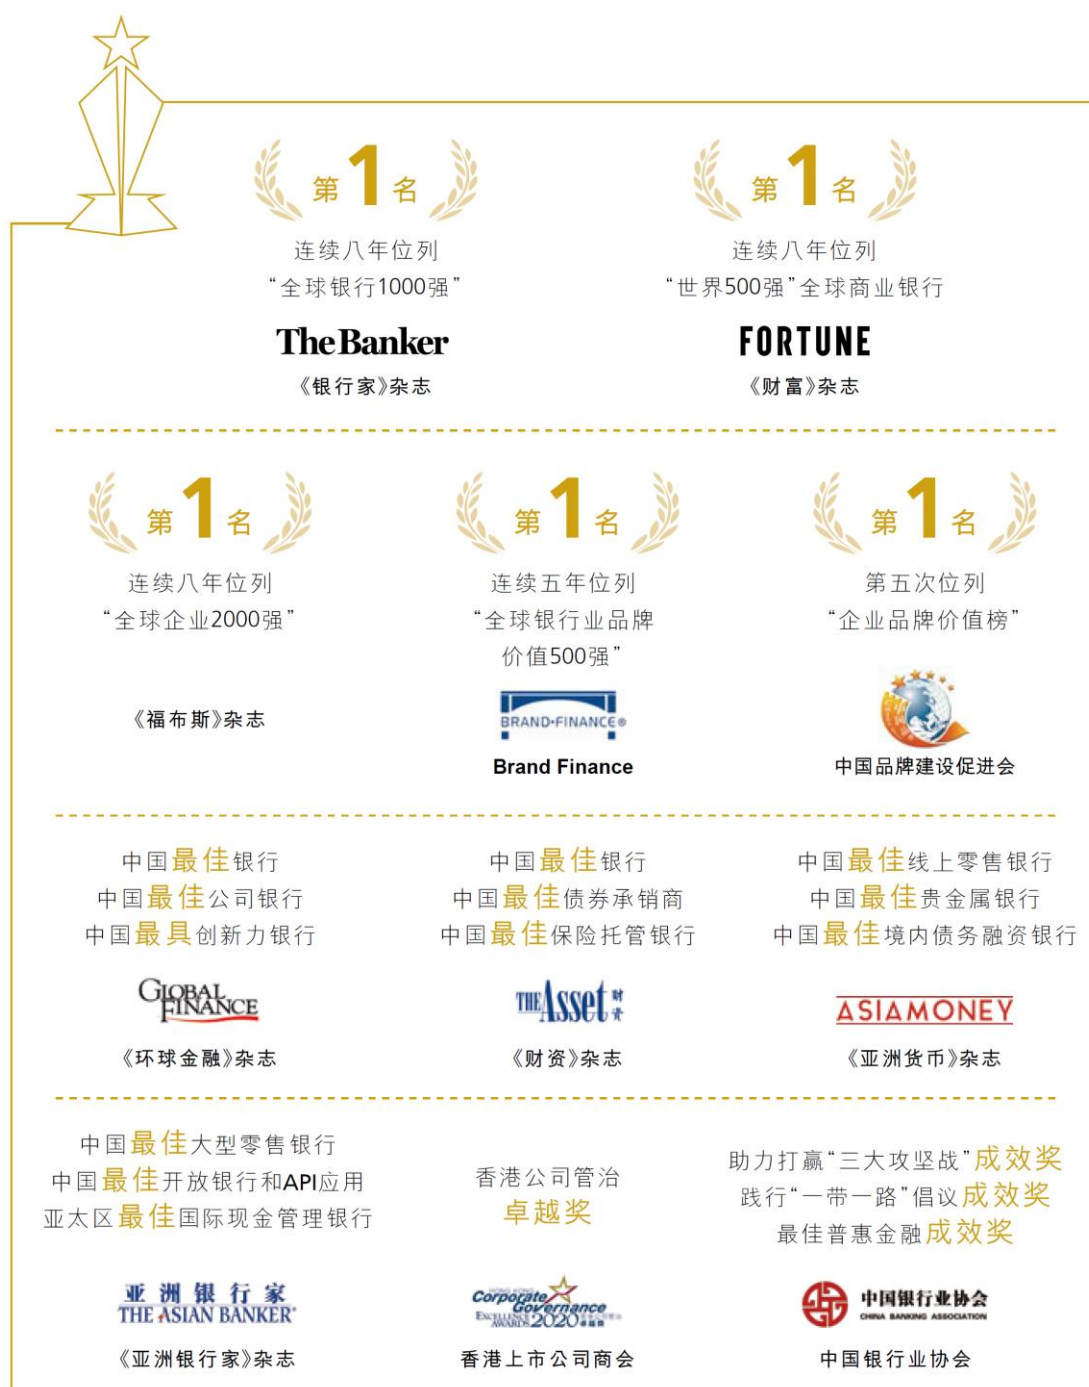 第1名
连续八年位列
“全球银行1000强”
The Banker
《银行家》杂志
第1名
连续八年位列
“世界500强”全球商业银行
FORTUNE
《财富》杂志
第1名
连续八年位列
“全球企业2000强”
《福布斯》杂志
第1名
连续五年位列
“全球银行业品牌
价值500强”
BRAND•FINANCE®
Brand Finance
第1名
第五次位列
“企业品牌价值榜”
中国品牌建设促进会
中国最佳银行
中国最佳公司银行
中国最具创新力银行
GLOBAL
FINANCE
《环球金融》杂志
中国最佳银行
中国最佳债券承销商
中国最佳保险托管银行
THE Asset 财资
《财资》杂志
中国最佳线上零售银行
中国最佳贵金属银行
中国最佳境内债务融资银行
ASIAMONEY
《亚洲货币》杂志
中国最佳大型零售银行
中国最佳开放银行和API应用
亚太区最佳国际现金管理银行
亚洲银行家
THE ASIAN BANKER®
《亚洲银行家》杂志
香港公司管治
卓越奖
Corporate
Governance
EXCELLENCE
AWARDS 2020 卓越奖
香港上市公司商会
助力打赢“三大攻坚战”成效奖
践行“一带一路”倡议成效奖
最佳普惠金融成效奖
中国银行业协会
CHINA BANKING ASSOCIATION
中国银行业协会